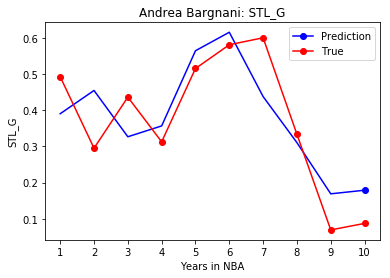 Andrea Bargnani: STL_G
Prediction
True
0.6
0.5
0.4
0.3
0.2
0.1
STL_G
1 2 3 4 5 6 7 8 9 10
Years in NBA